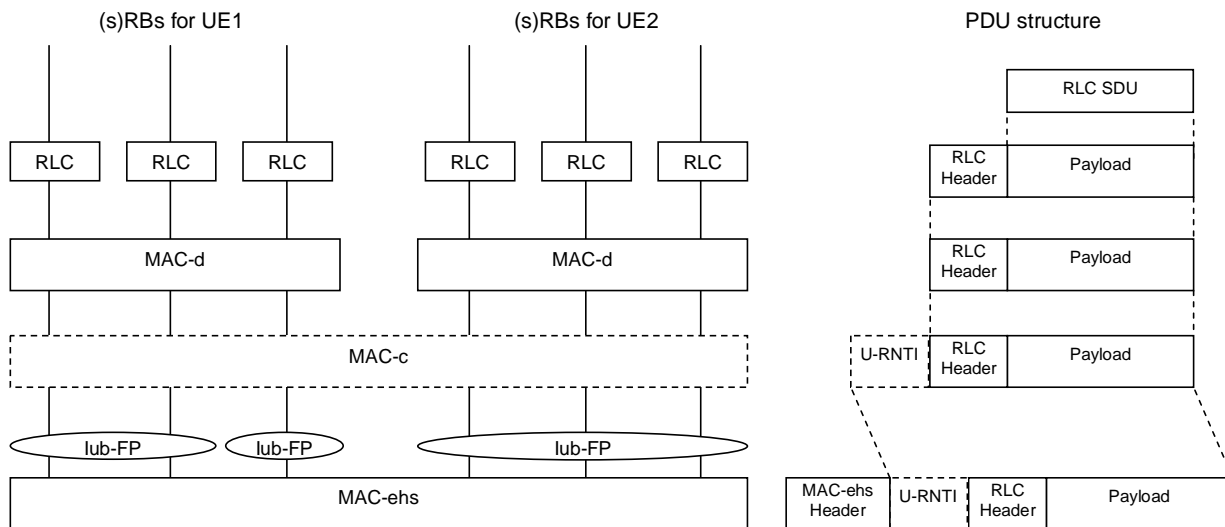 (s)RBs for UE1 (s)RBs for UE2 PDU structure
RLC SDU
RLC RLC RLC RLC RLC RLC RLC Header Payload
MAC-d MAC-d RLC Header Payload
MAC-c U-RNTI RLC Header Payload
Iub-FP Iub-FP Iub-FP
MAC-ehs MAC-ehs Header U-RNTI RLC Header Payload